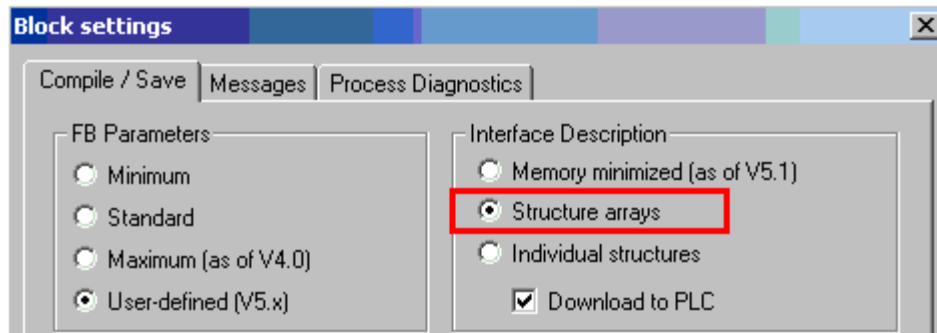 Block settings
Compile / Save
Messages
Process Diagnostics
FB Parameters
Minimum
Standard
Maximum (as of V4.0)
User-defined (V5.x)
Interface Description
Memory minimized (as of V5.1)
Structure arrays
Individual structures
Download to PLC